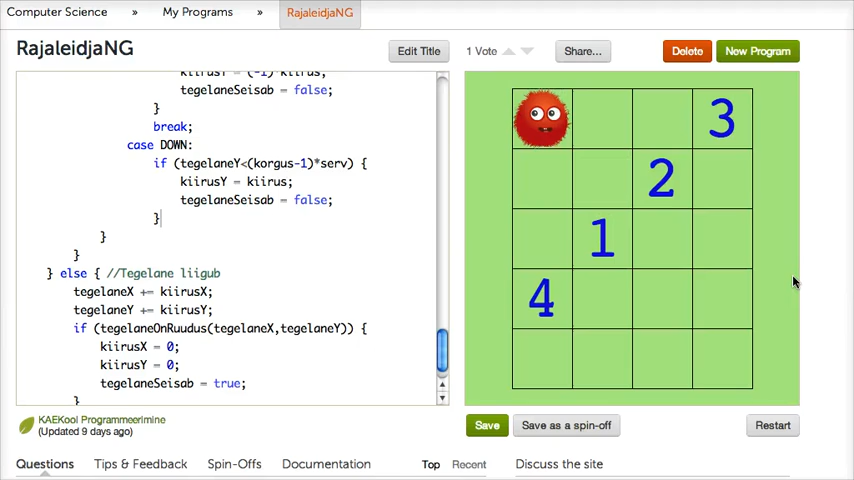 Computer Science » My Programs » RajaleidjaNG
RajaleidjaNG
Edit Title
1 Vote
Share...
Delete
New Program
tegelaneSeisab = false;
}
break;
case DOWN:
if (tegelaneY<(korgus-1)*serv) {
kiirusY = kiirus;
tegelaneSeisab = false;
}
}
}
} else { //Tegelane liigub
tegelaneX += kiirusX;
tegelaneY += kiirusY;
if (tegelaneOnRuudus(tegelaneX,tegelaneY)) {
kiirusX = 0;
kiirusY = 0;
tegelaneSeisab = true;
}
3
2
1
4
KAEKool Programmeerimine
(Updated 9 days ago)
Save
Save as a spin-off
Restart
Questions Tips & Feedback Spin-Offs Documentation Top Recent
Discuss the site